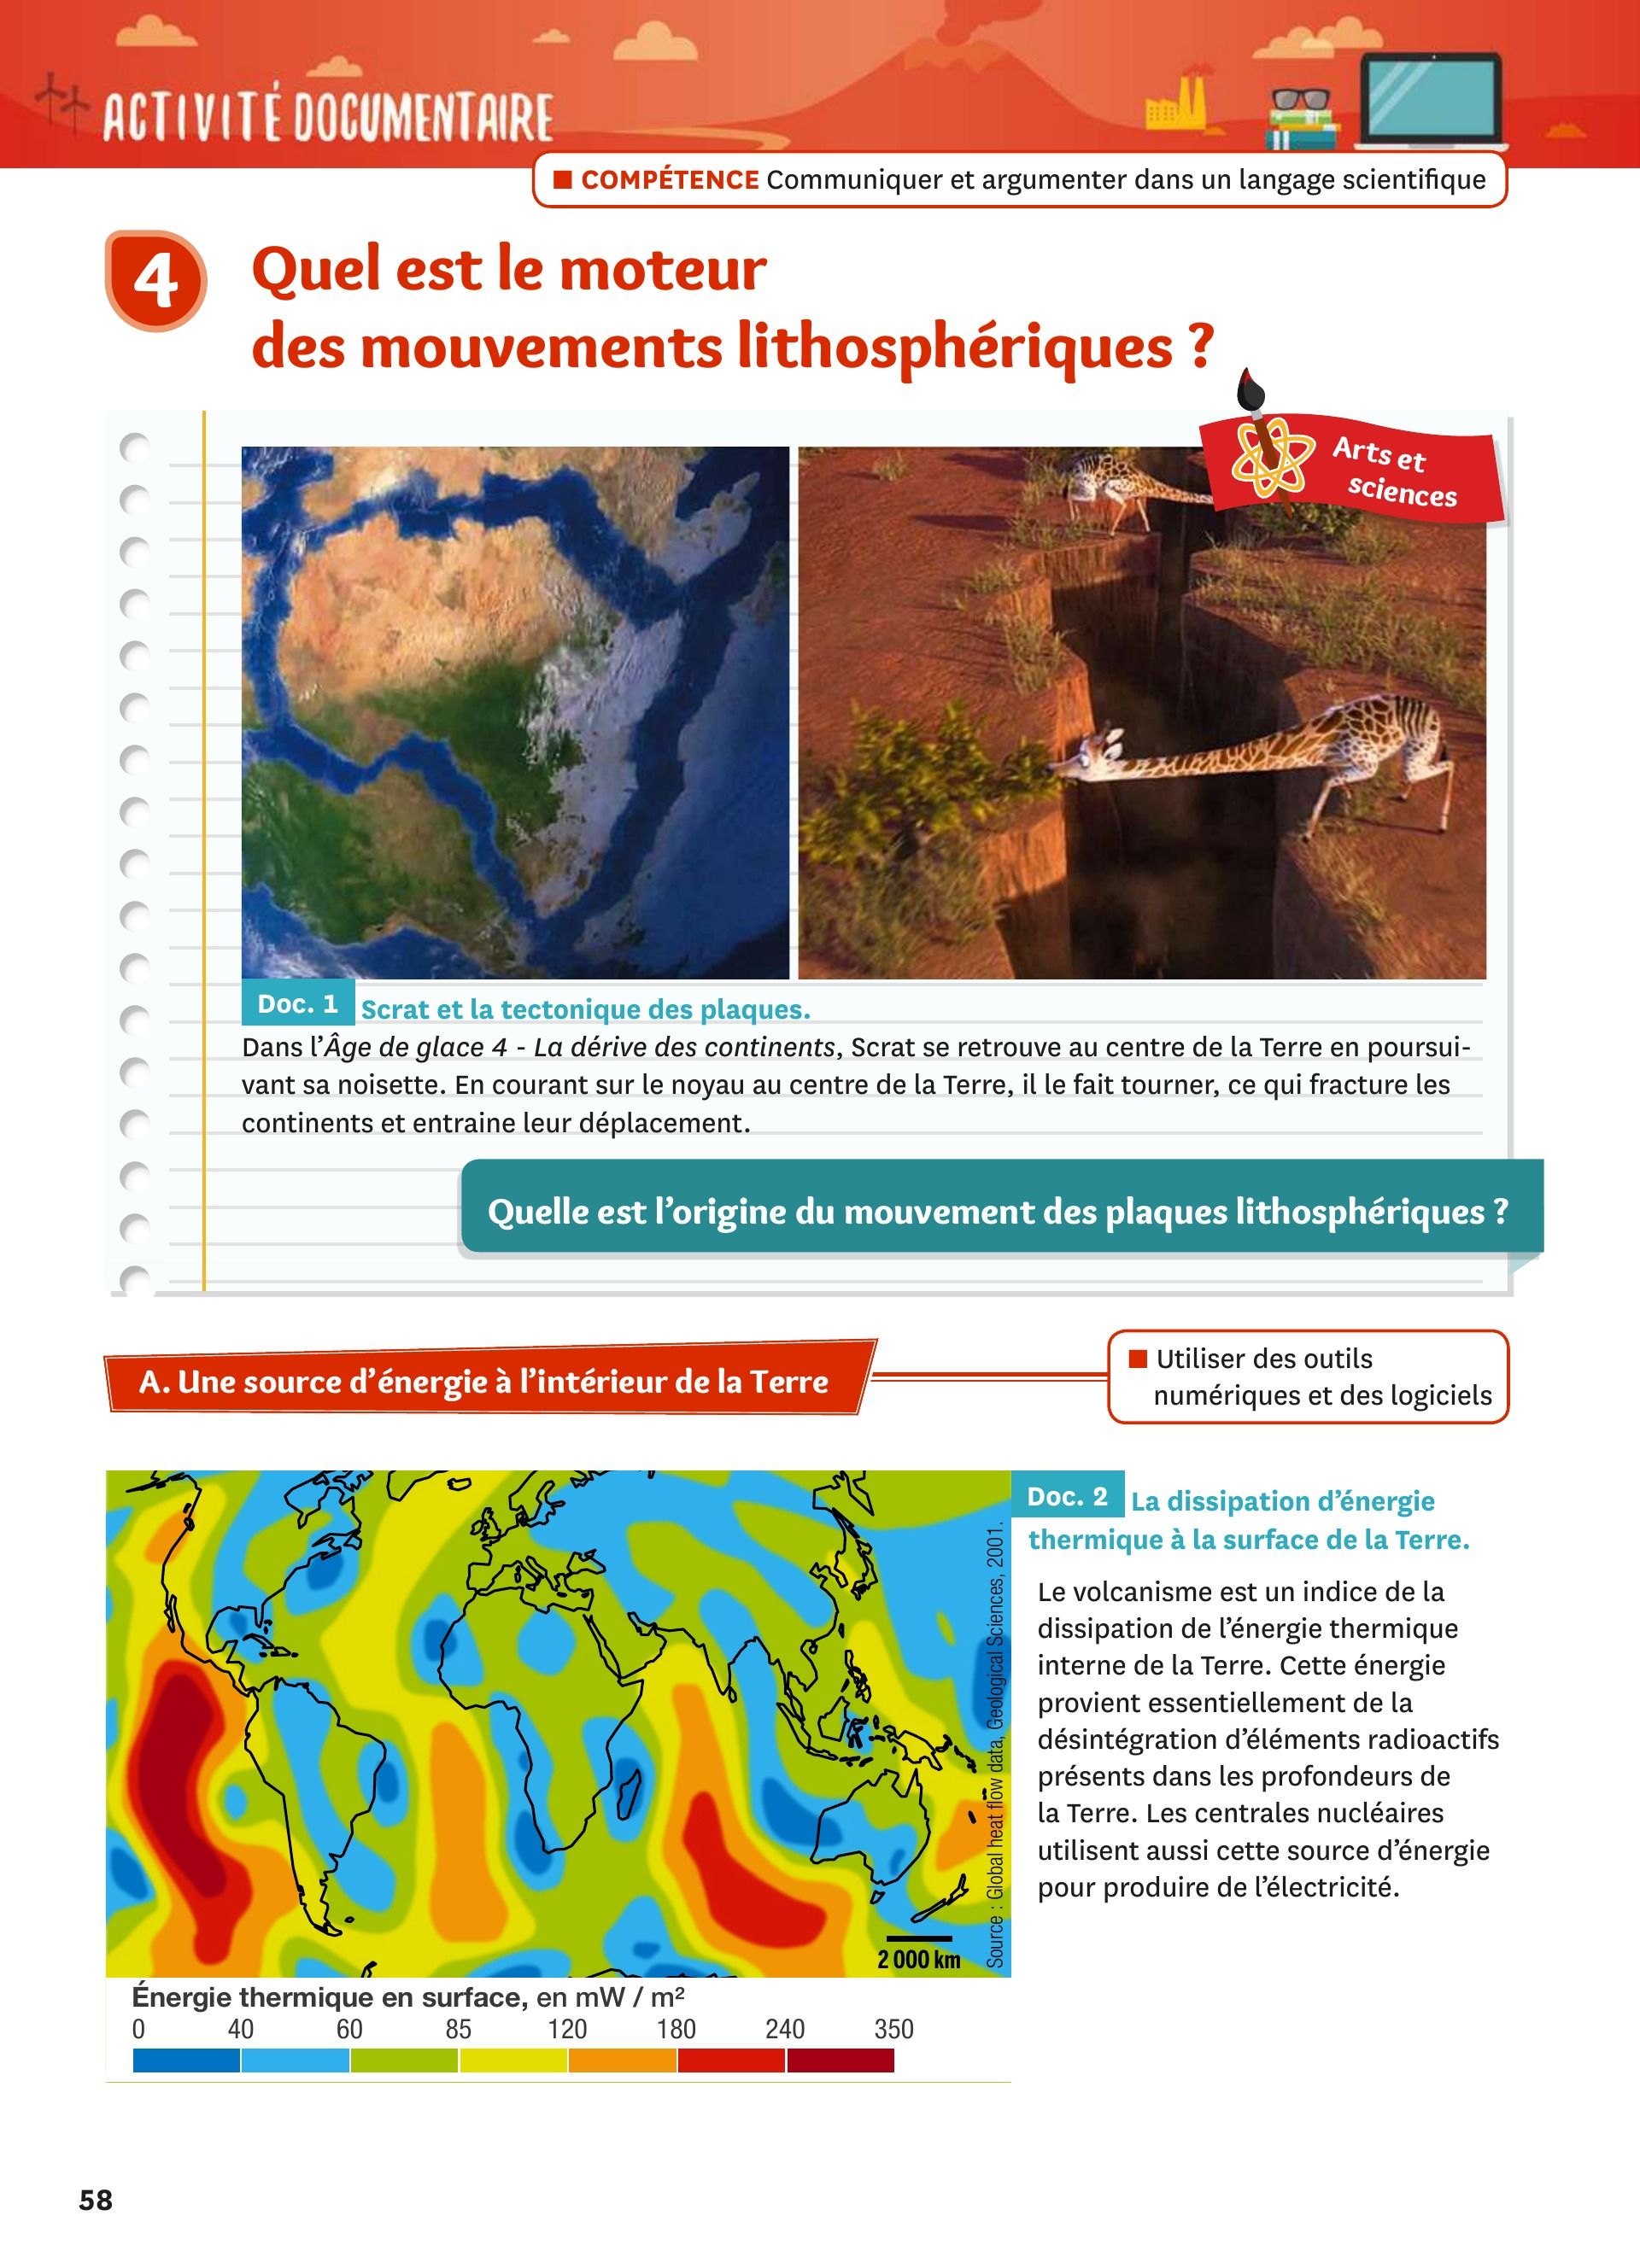 ACTIVITÉ DOCUMENTAIRE
■ COMPÉTENCE Communiquer et argumenter dans un langage scientifique
4
Quel est le moteur
des mouvements lithosphériques ?
Arts et
sciences
Doc. 1 Scrat et la tectonique des plaques.
Dans l’Âge de glace 4 - La dérive des continents, Scrat se retrouve au centre de la Terre en poursui-
vant sa noisette. En courant sur le noyau au centre de la Terre, il le fait tourner, ce qui fracture les
continents et entraine leur déplacement.
Quelle est l’origine du mouvement des plaques lithosphériques ?
A. Une source d’énergie à l’intérieur de la Terre
■ Utiliser des outils
numériques et des logiciels
Source : Global heat flow data, Geological Sciences, 2001.
2 000 km
Énergie thermique en surface, en mW / m²
0 40 60 85 120 180 240 350
Doc. 2 La dissipation d’énergie
thermique à la surface de la Terre.
Le volcanisme est un indice de la
dissipation de l’énergie thermique
interne de la Terre. Cette énergie
provient essentiellement de la
désintégration d’éléments radioactifs
présents dans les profondeurs de
la Terre. Les centrales nucléaires
utilisent aussi cette source d’énergie
pour produire de l’électricité.
58